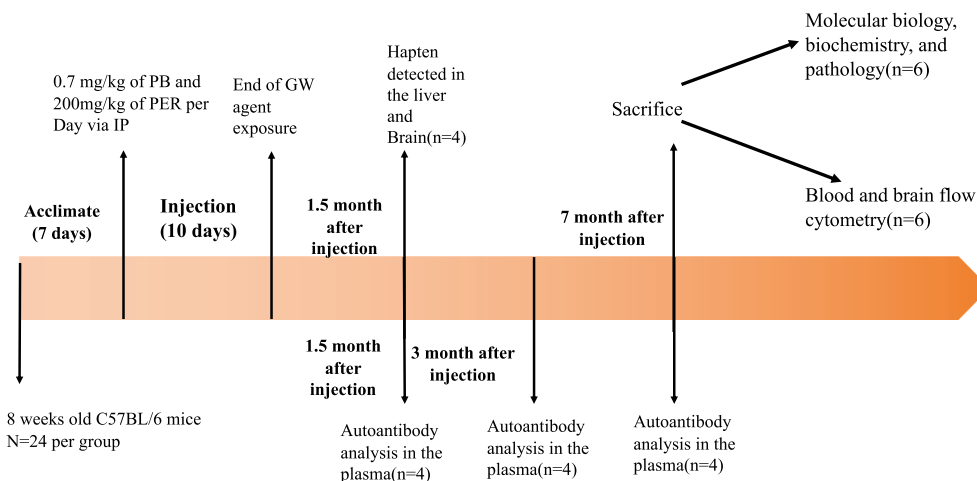 Molecular biology,
biochemistry, and
pathology(n=6)
Hapten
detected in
the liver
and
Brain(n=4)
0.7 mg/kg of PB and
200mg/kg of PER per
Day via IP
End of GW
agent
exposure
Sacrifice
Blood and brain flow
cytometry(n=6)
Acclimate
(7 days)
Injection
(10 days)
1.5 month
after
injection
7 month after
injection
1.5 month
after
injection
3 month after
injection
8 weeks old C57BL/6 mice
N=24 per group
Autoantibody
analysis in the
plasma(n=4)
Autoantibody
analysis in the
plasma(n=4)
Autoantibody
analysis in the
plasma(n=4)